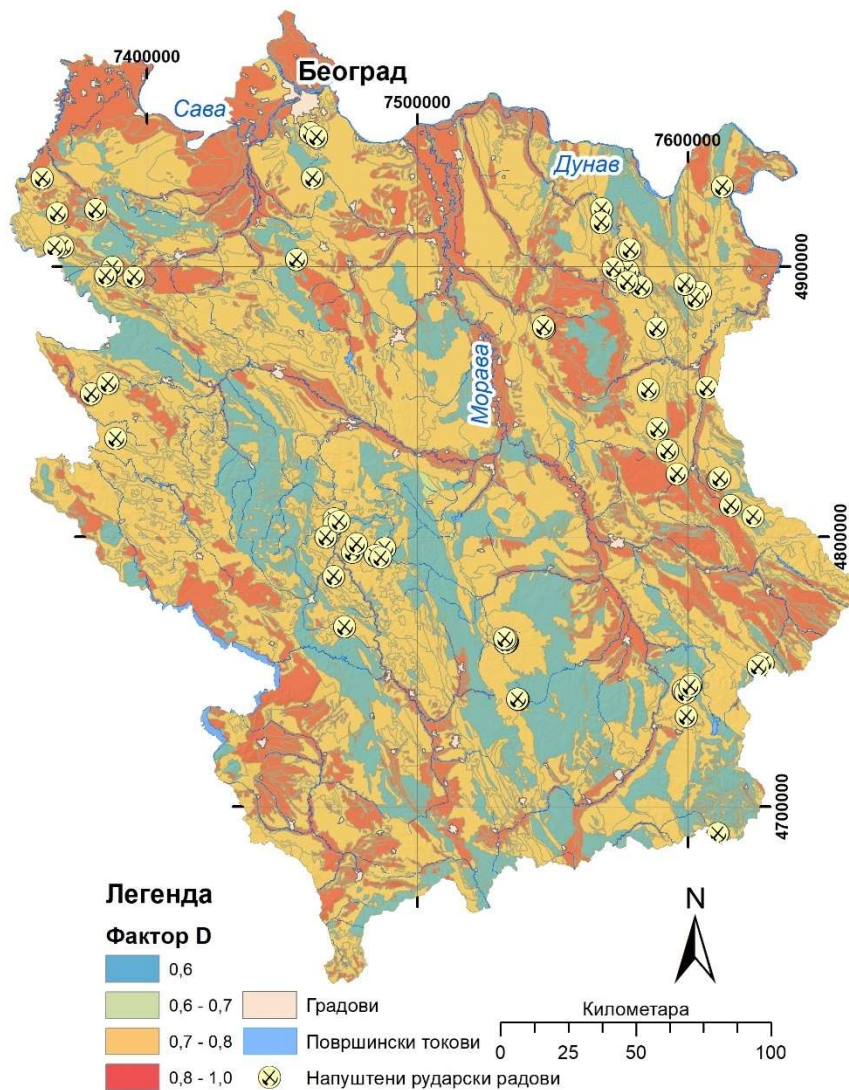 7400000
Београд
Сава
7500000
7600000
Дунав
4900000
Морава
4800000
4700000
N
Легенда
Фактор D
0,6
0,6 - 0,7
0,7 - 0,8
0,8 - 1,0
Градови
Површински токови
Напуштени рударски радови
Километара
0 25 50 100